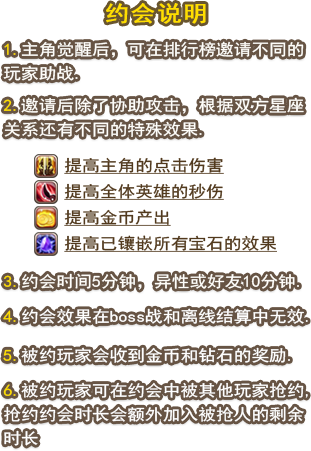 约会说明
1.主角觉醒后，可在排行榜邀请不同的
玩家助战.
2.邀请后除了协助攻击，根据双方星座
关系还有不同的特殊效果.
提高主角的点击伤害
提高全体英雄的秒伤
提高金币产出
提高已镶嵌所有宝石的效果
3.约会时间5分钟，异性或好友10分钟.
4.约会效果在boss战和离线结算中无效.
5.被约玩家会收到金币和钻石的奖励.
6.被约玩家可在约会中被其他玩家抢约,
抢约约会时长会额外加入被抢人的剩余
时长